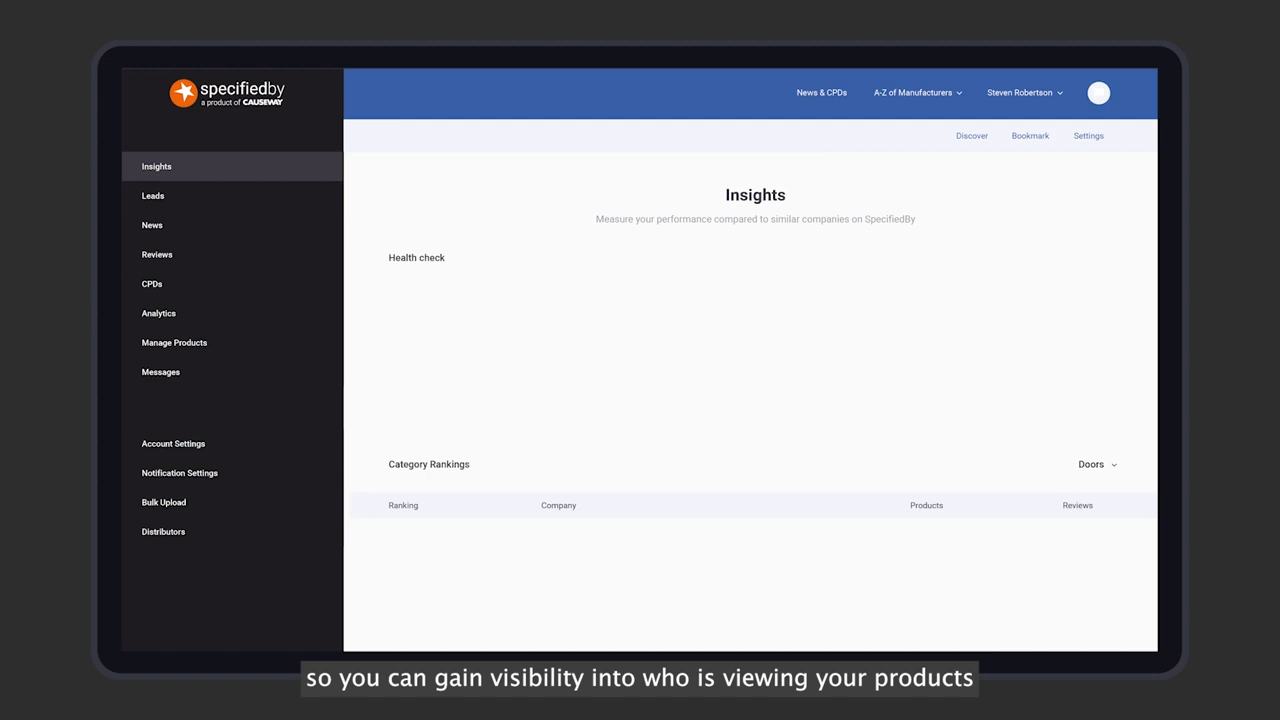 specifiedby
a product of CAUSEWAY
News & CPDs
A-Z of Manufacturers
Steven Robertson
Discover
Bookmark
Settings
Insights
Leads
News
Reviews
CPDs
Analytics
Manage Products
Messages
Account Settings
Notification Settings
Bulk Upload
Distributors
Insights
Measure your performance compared to similar companies on SpecifiedBy
Health check
Category Rankings
Doors
Ranking
Company
Products
Reviews
so you can gain visibility into who is viewing your products